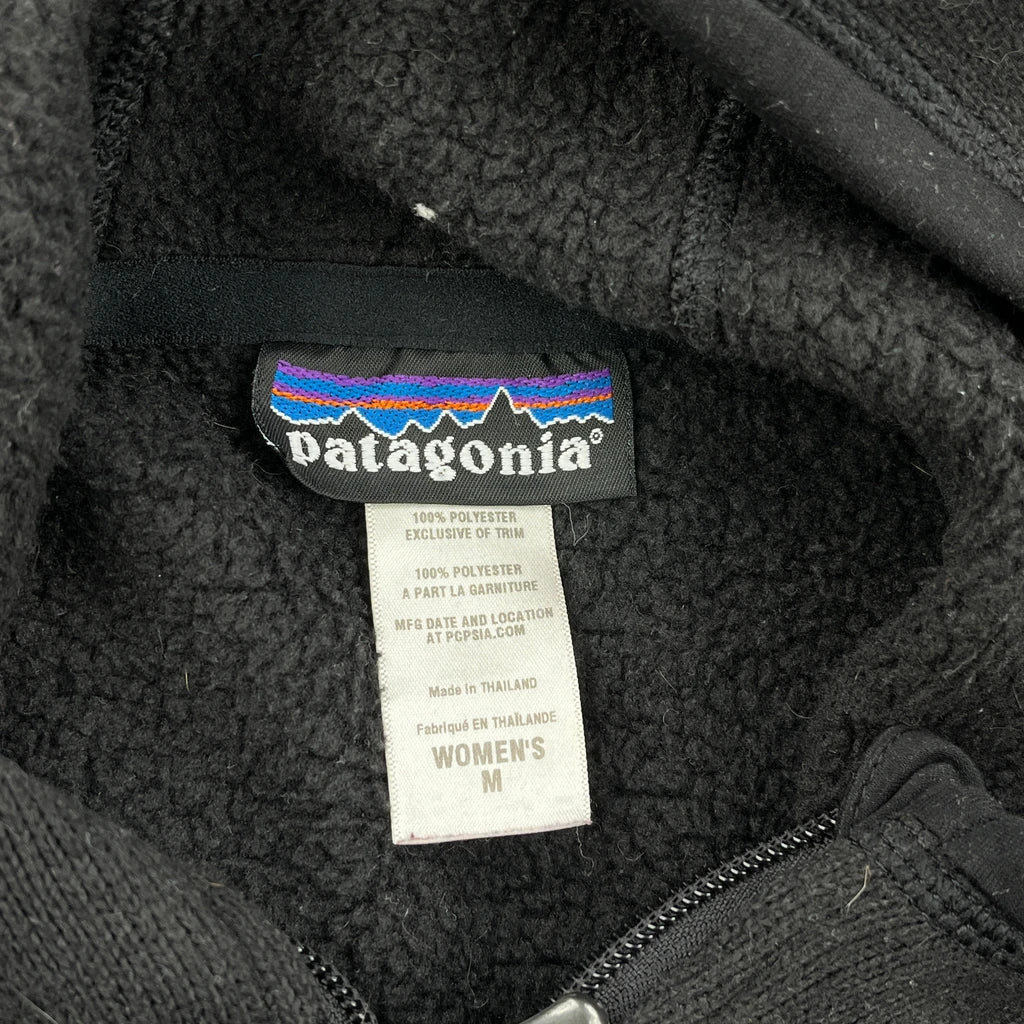 patagonia®
100% POLYESTER
EXCLUSIVE OF TRIM
100% POLYESTER
A PART LA GARNITURE
MFG DATE AND LOCATION
AT PCPSIA.COM
Made in THAILAND
Fabriqué EN THAÏLANDE
WOMEN'S
M